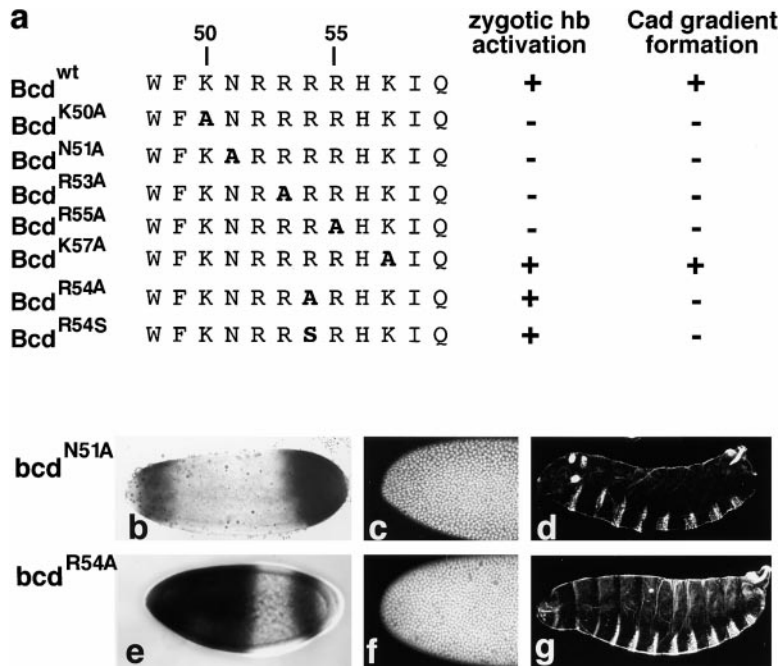 a
50 55
zygotic hb activation
Cad gradient formation
Bcd wt W F K N R R R R H K I Q + +
Bcd K50A W F A N R R R R H K I Q - -
Bcd N51A W F K A R R R R H K I Q - -
Bcd R53A W F K N R A R R H K I Q - -
Bcd R55A W F K N R R R A H K I Q - -
Bcd K57A W F K N R R R R H A I Q + +
Bcd R54A W F K N R R A R H K I Q + -
Bcd R54S W F K N R R S R H K I Q + -
bcd N51A
b c d
bcd R54A
e f g